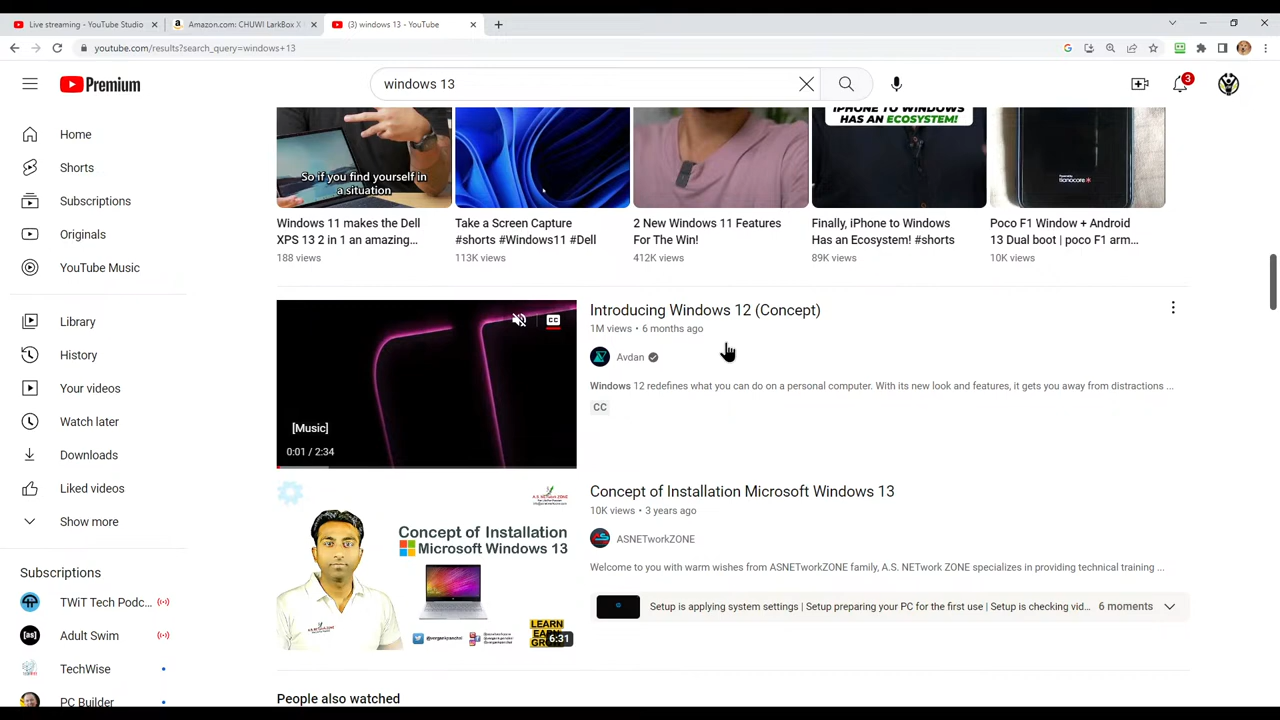 Live streaming - YouTube Studio
Amazon.com: CHUWI LarkBox X
(3) windows 13 - YouTube
youtube.com/results?search_query=windows+13
Premium
windows 13
3
Home
Shorts
Subscriptions
Originals
YouTube Music
Library
History
Your videos
Watch later
Downloads
Liked videos
Show more
Subscriptions
TWiT Tech Podc...
Adult Swim
TechWise
PC Builder
So if you find yourself in
a situation
IPHONE TO WINDOWS
HAS AN ECOSYSTEM!
Windows 11 makes the Dell
XPS 13 2 in 1 an amazing...
188 views
Take a Screen Capture
#shorts #Windows11 #Dell
113K views
2 New Windows 11 Features
For The Win!
412K views
Finally, iPhone to Windows
Has an Ecosystem! #shorts
89K views
Poco F1 Window + Android
13 Dual boot | poco F1 arm...
10K views
CC
[Music]
0:01 / 2:34
Introducing Windows 12 (Concept)
1M views • 6 months ago
Avdan
Windows 12 redefines what you can do on a personal computer. With its new look and features, it gets you away from distractions ...
CC
Concept of Installation
Microsoft Windows 13
LEARN
EARN
GROW
6:31
Concept of Installation Microsoft Windows 13
10K views • 3 years ago
ASNETworkZONE
Welcome to you with warm wishes from ASNETworkZONE family, A.S. NETwork ZONE specializes in providing technical training ...
Setup is applying system settings | Setup preparing your PC for the first use | Setup is checking vid...
6 moments
People also watched